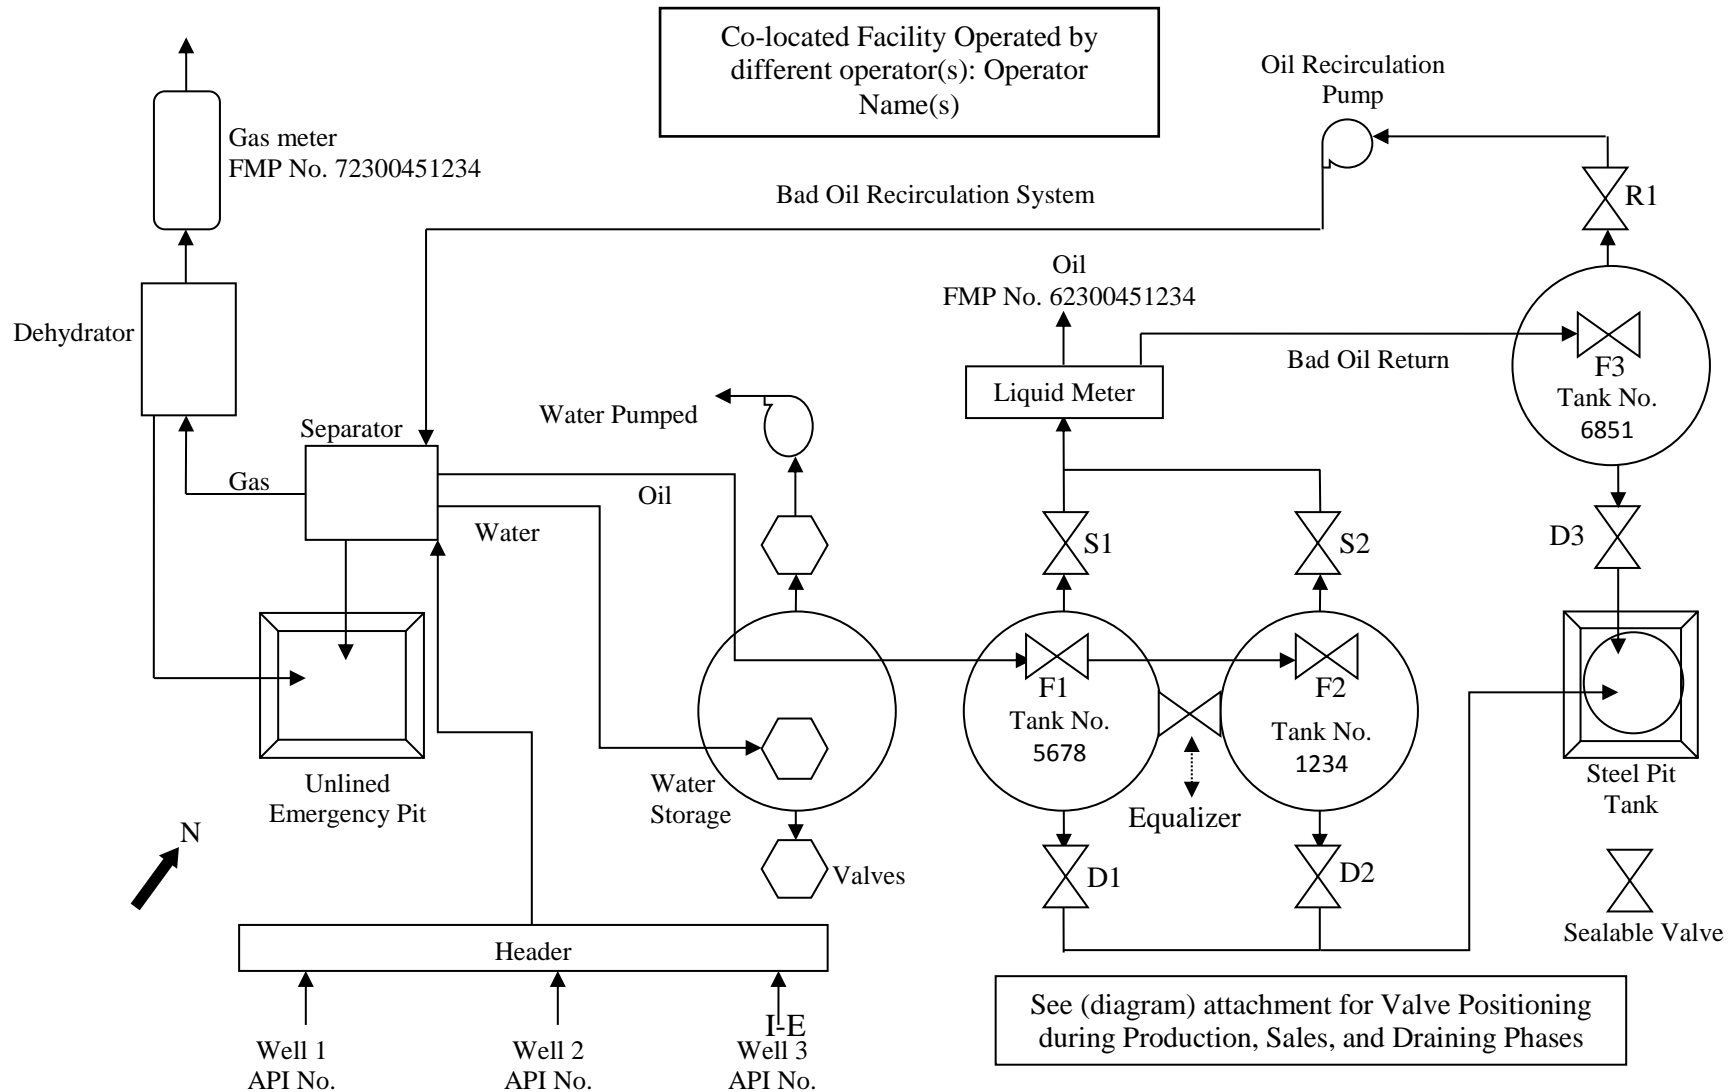 Co-located Facility Operated by
different operator(s): Operator
Name(s)
Oil Recirculation
Pump
Gas meter
FMP No. 72300451234
Bad Oil Recirculation System
R1
Oil
FMP No. 62300451234
Dehydrator
Bad Oil Return
F3
Tank No.
6851
Liquid Meter
Water Pumped
Separator
Gas
Oil
Water
S1
S2
D3
F1
Tank No.
5678
F2
Tank No.
1234
Unlined
Emergency Pit
Water
Storage
Equalizer
Steel Pit
Tank
N
Valves
D1
D2
Sealable Valve
Header
See (diagram) attachment for Valve Positioning
during Production, Sales, and Draining Phases
I-E
Well 1
API No.
Well 2
API No.
Well 3
API No.